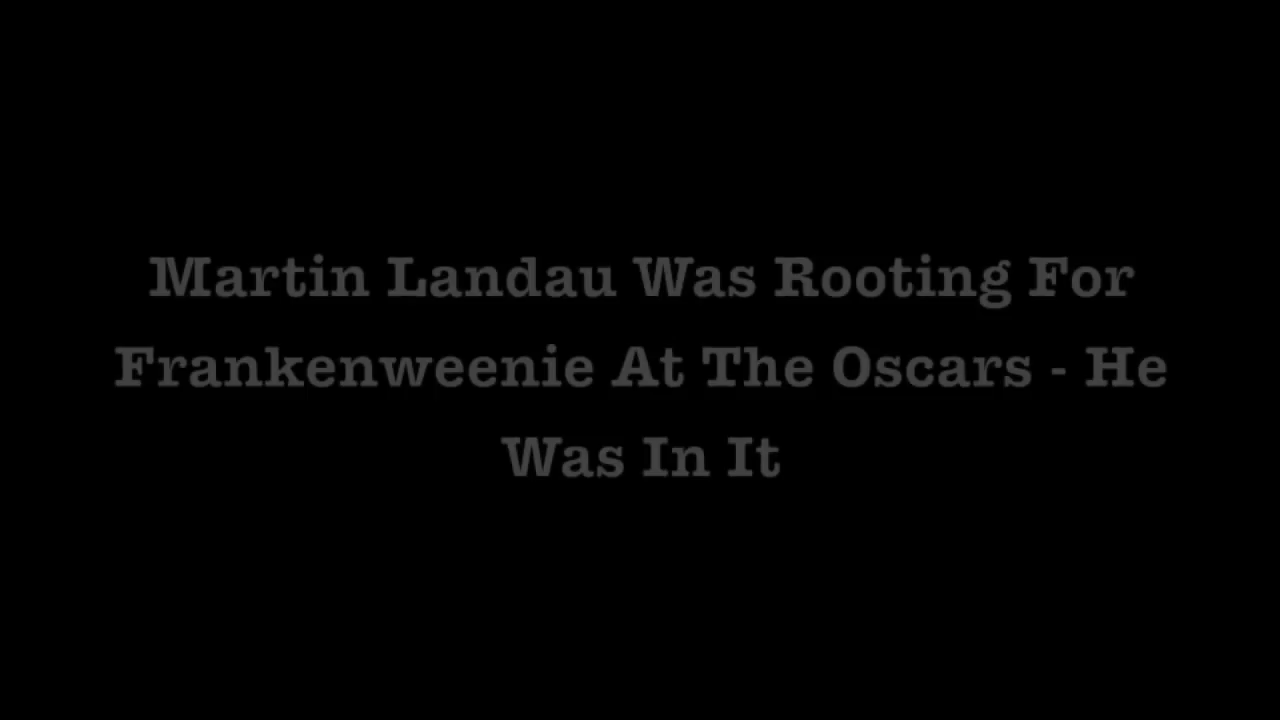 Martin Landau Was Rooting For
Frankenweenie At The Oscars - He
Was In It